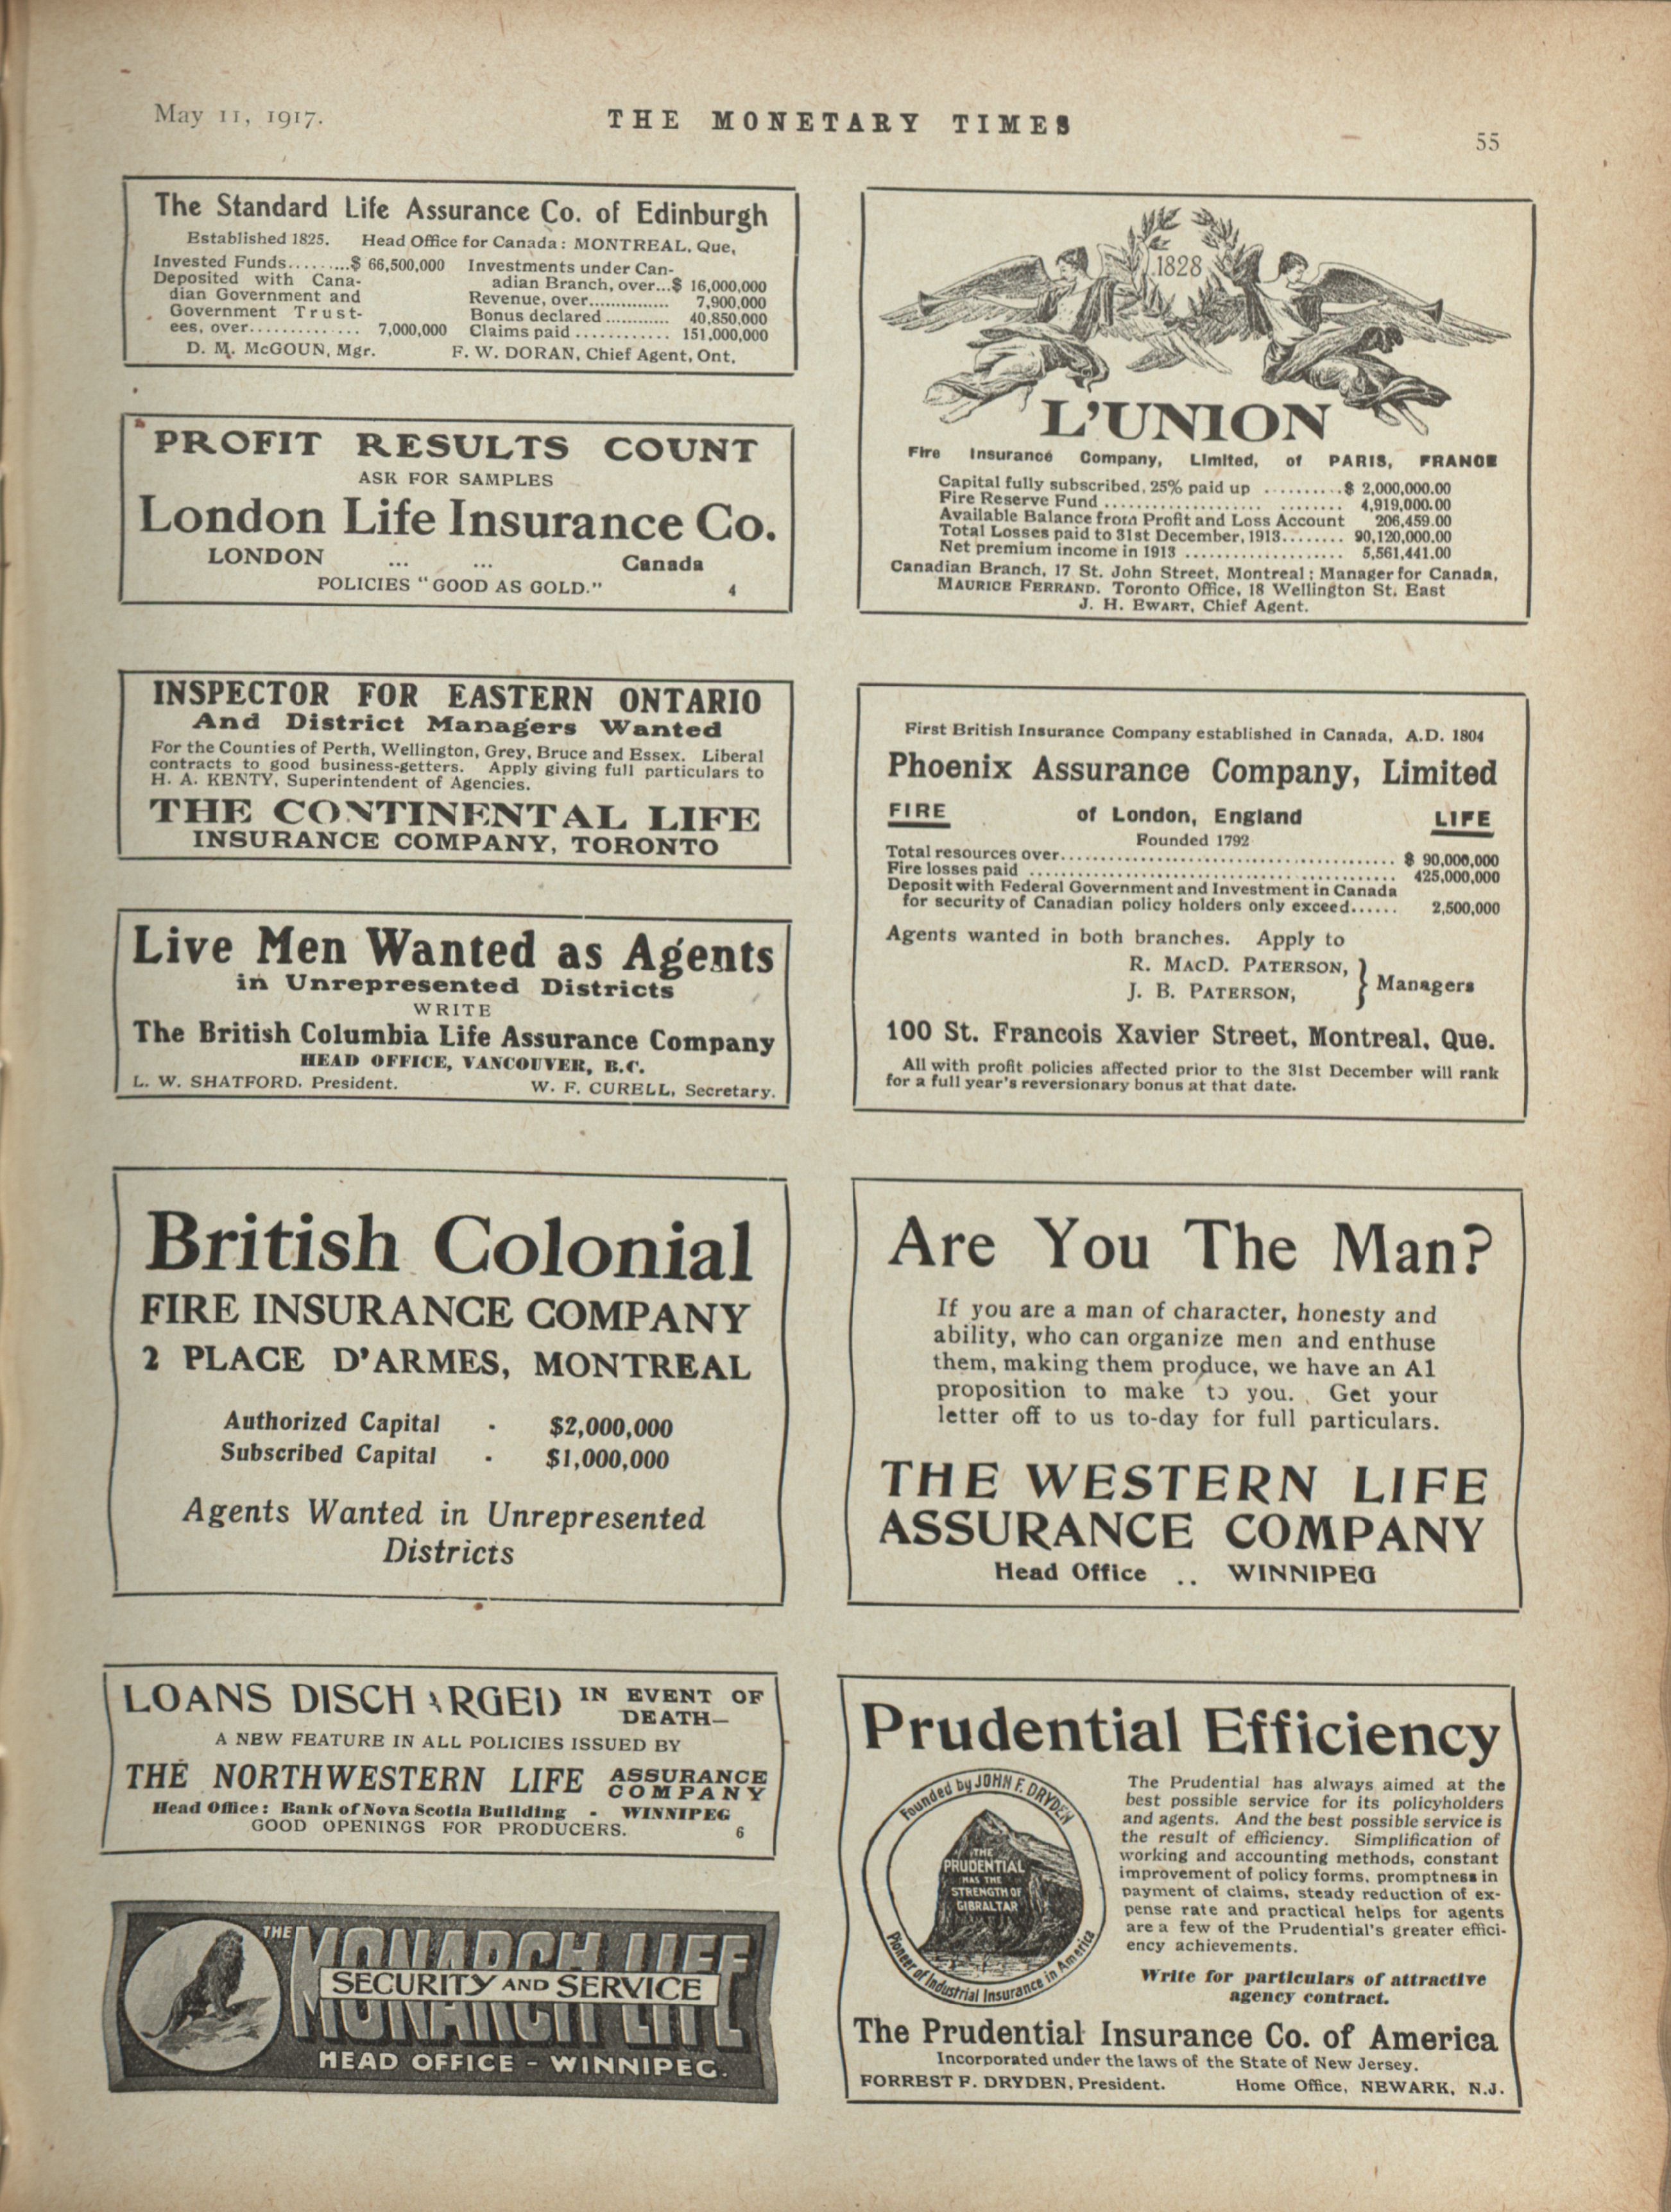 May 11, 1917.
THE MONETARY TIMES
55
The Standard Life Assurance Co. of Edinburgh
Established 1825. Head Office for Canada: MONTREAL, Que,
Invested Funds.........$ 66,500,000
Deposited with Cana-
dian Government and
Government Trust-
ees, over.............. 7,000,000
Investments under Can-
adian Branch, over...$ 16,000,000
Revenue, over............... 7,900,000
Bonus declared............ 40,850,000
Claims paid............ 151,000,000
D. M. McGOUN, Mgr. F. W. DORAN, Chief Agent, Ont.
PROFIT RESULTS COUNT
ASK FOR SAMPLES
London Life Insurance Co.
LONDON ... ... Canada
POLICIES "GOOD AS GOLD." 4
INSPECTOR FOR EASTERN ONTARIO
And District Managers Wanted
For the Counties of Perth, Wellington, Grey, Bruce and Essex. Liberal
contracts to good business-getters. Apply giving full particulars to
H. A. KENTY, Superintendent of Agencies.
THE CONTINENTAL LIFE
INSURANCE COMPANY, TORONTO
Live Men Wanted as Agents
in Unrepresented Districts
WRITE
The British Columbia Life Assurance Company
HEAD OFFICE, VANCOUVER, B.C.
L. W. SHATFORD, President. W. F. CURELL, Secretary.
British Colonial
FIRE INSURANCE COMPANY
2 PLACE D'ARMES, MONTREAL
Authorized Capital - $2,000,000
Subscribed Capital - $1,000,000
Agents Wanted in Unrepresented
Districts
LOANS DISCHARGED IN EVENT OF
DEATH—
A NEW FEATURE IN ALL POLICIES ISSUED BY
THE NORTHWESTERN LIFE ASSURANCE
COMPANY
Head Office: Bank of Nova Scotia Building - WINNIPEG
GOOD OPENINGS FOR PRODUCERS. 6
THE MONARCH LIFE
SECURITY AND SERVICE
MONARCH LIFE
HEAD OFFICE - WINNIPEG.
1828
L'UNION
Fire Insurance Company, Limited, of PARIS, FRANCE
Capital fully subscribed, 25% paid up ..........$ 2,000,000.00
Fire Reserve Fund .............................. 4,919,000.00
Available Balance from Profit and Loss Account 206,459.00
Total Losses paid to 31st December, 1913........ 90,120,000.00
Net premium income in 1913 .................... 5,561,441.00
Canadian Branch, 17 St. John Street, Montreal; Manager for Canada,
MAURICE FERRAND. Toronto Office, 18 Wellington St. East
J. H. EWART, Chief Agent.
First British Insurance Company established in Canada, A.D. 1804
Phoenix Assurance Company, Limited
FIRE of London, England LIFE
Founded 1792
Total resources over............................................ $ 90,000,000
Fire losses paid ................................................ 425,000,000
Deposit with Federal Government and Investment in Canada
for security of Canadian policy holders only exceed...... 2,500,000
Agents wanted in both branches. Apply to
R. MACD. PATERSON,
J. B. PATERSON, } Managers
100 St. Francois Xavier Street, Montreal, Que.
All with profit policies affected prior to the 31st December will rank
for a full year's reversionary bonus at that date.
Are You The Man?
If you are a man of character, honesty and
ability, who can organize men and enthuse
them, making them produce, we have an A1
proposition to make to you. Get your
letter off to us to-day for full particulars.
THE WESTERN LIFE
ASSURANCE COMPANY
Head Office .. WINNIPEG
Prudential Efficiency
Founded by JOHN F. DRYDEN
THE
PRUDENTIAL
HAS THE
STRENGTH OF
GIBRALTAR
Pioneer of Industrial Insurance in America
The Prudential has always aimed at the
best possible service for its policyholders
and agents. And the best possible service is
the result of efficiency. Simplification of
working and accounting methods, constant
improvement of policy forms, promptness in
payment of claims, steady reduction of ex-
pense rate and practical helps for agents
are a few of the Prudential's greater effici-
ency achievements.
Write for particulars of attractive
agency contract.
The Prudential Insurance Co. of America
Incorporated under the laws of the State of New Jersey.
FORREST F. DRYDEN, President. Home Office, NEWARK, N.J.